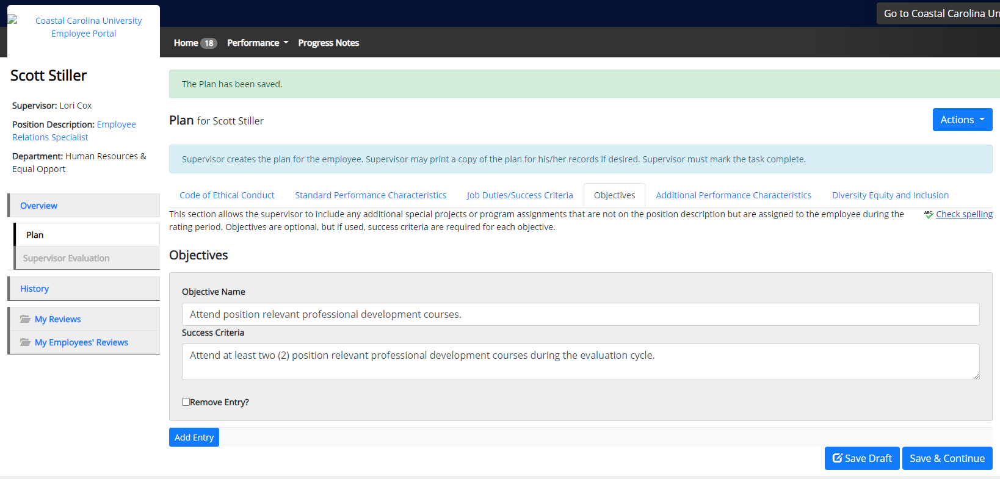 Coastal Carolina University
Employee Portal
Go to Coastal Carolina Un
Home 18 Performance Progress Notes
Scott Stiller
Supervisor: Lori Cox
Position Description: Employee
Relations Specialist
Department: Human Resources &
Equal Opport
Overview
Plan
Supervisor Evaluation
History
My Reviews
My Employees' Reviews
The Plan has been saved.
Plan for Scott Stiller
Actions
Supervisor creates the plan for the employee. Supervisor may print a copy of the plan for his/her records if desired. Supervisor must mark the task complete.
Code of Ethical Conduct Standard Performance Characteristics Job Duties/Success Criteria Objectives Additional Performance Characteristics Diversity Equity and Inclusion
This section allows the supervisor to include any additional special projects or program assignments that are not on the position description but are assigned to the employee during the
rating period. Objectives are optional, but if used, success criteria are required for each objective.
ABC Check spelling
Objectives
Objective Name
Attend position relevant professional development courses.
Success Criteria
Attend at least two (2) position relevant professional development courses during the evaluation cycle.
Remove Entry?
Add Entry
Save Draft Save & Continue